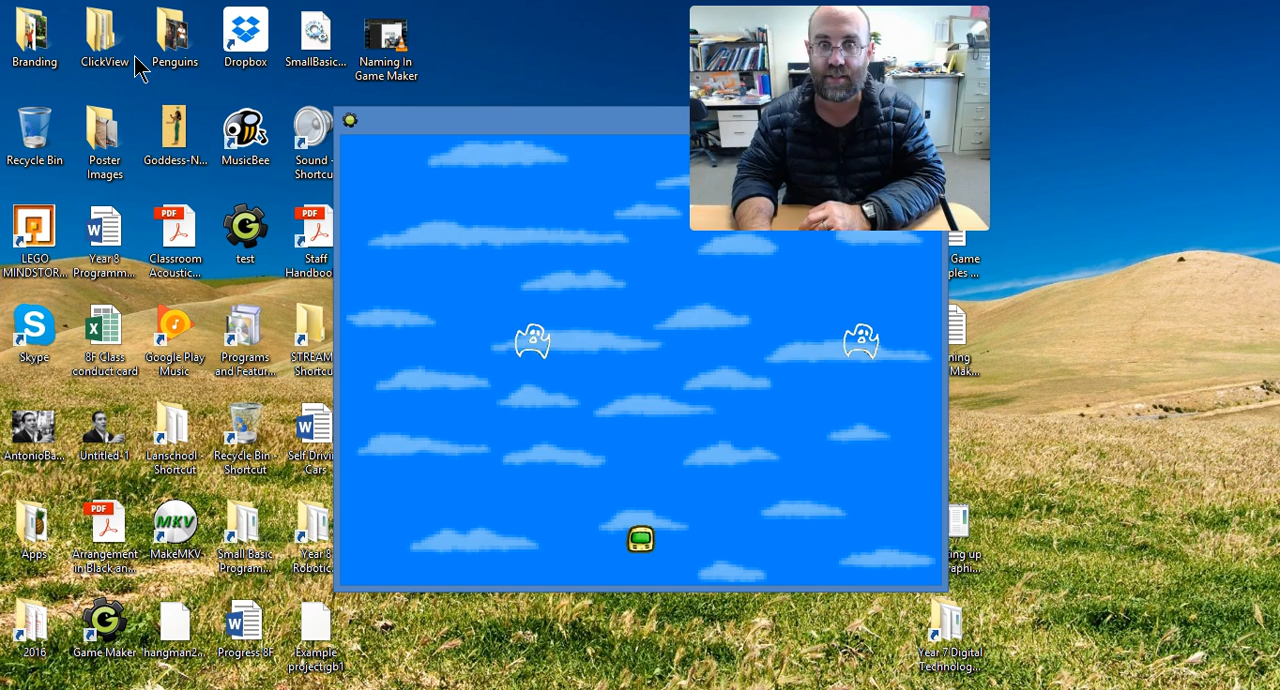 Branding
ClickView
Penguins
Dropbox
SmallBasic...
Naming In
Game Maker
Recycle Bin
Poster
Images
Goddess-N...
MusicBee
Sound -
Shortcu
LEGO
MINDSTOR...
Year 8
Programm...
PDF
Classroom
Acoustic...
test
PDF
Staff
Handboo
Game
ples ...
Skype
8F Class
conduct card
Google Play
Music
Programs
and Featur...
STREAM
Shortcu
ning
Mak...
AntonioBa...
Untitled-1
Lanschool -
Shortcut
Recycle Bin -
Shortcut
Self Drivi
Cars
Apps
PDF
Arrangement
in Black an...
MKV
MakeMKV
Small Basic
Program...
Year 8
Robotic
ing up
raphi...
2016
Game Maker
hangman2...
Progress 8F
Example
project.gb1
Year 7 Digital
Technolog...